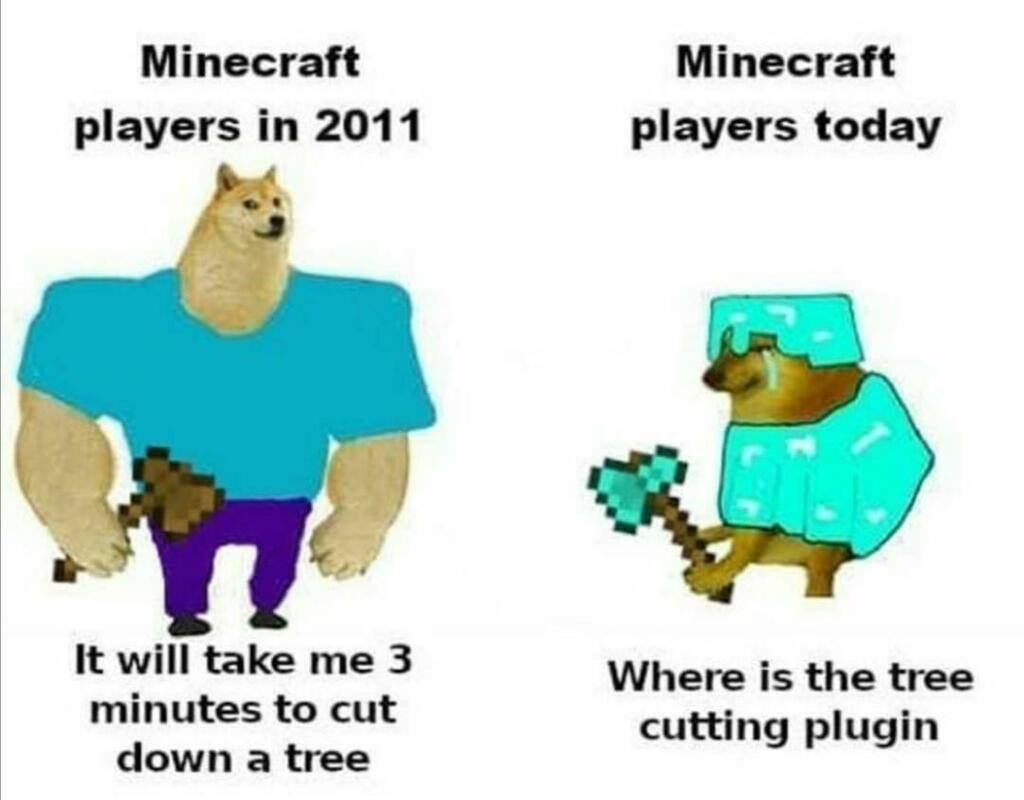 Minecraft
players in 2011
Minecraft
players today
It will take me 3
minutes to cut
down a tree
Where is the tree
cutting plugin